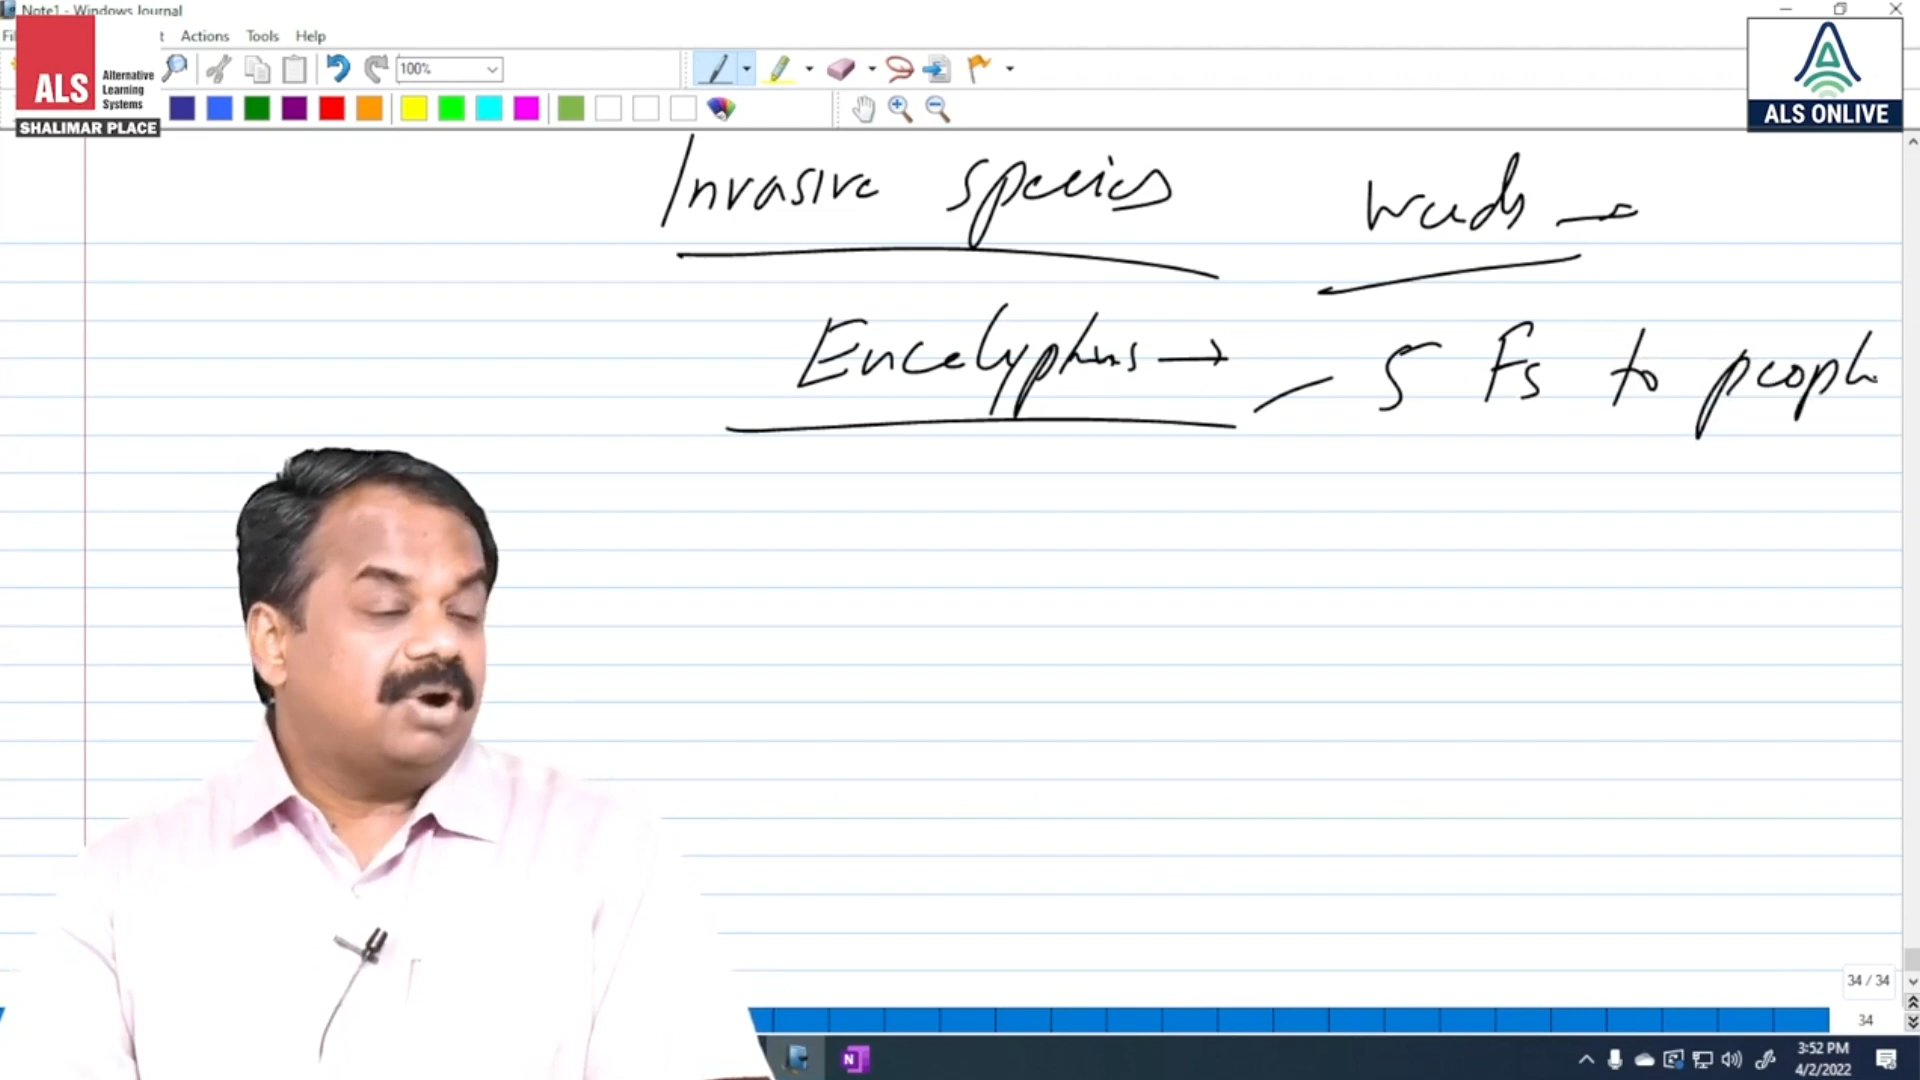 Note1 - Windows Journal
Actions Tools Help
100%
ALS
Alternative
Learning
Systems
SHALIMAR PLACE
ALS ONLIVE
Invasive species weeds →
Eucelyptus → 5 Fs to people
34 / 34
34
N
3:52 PM
4/2/2022